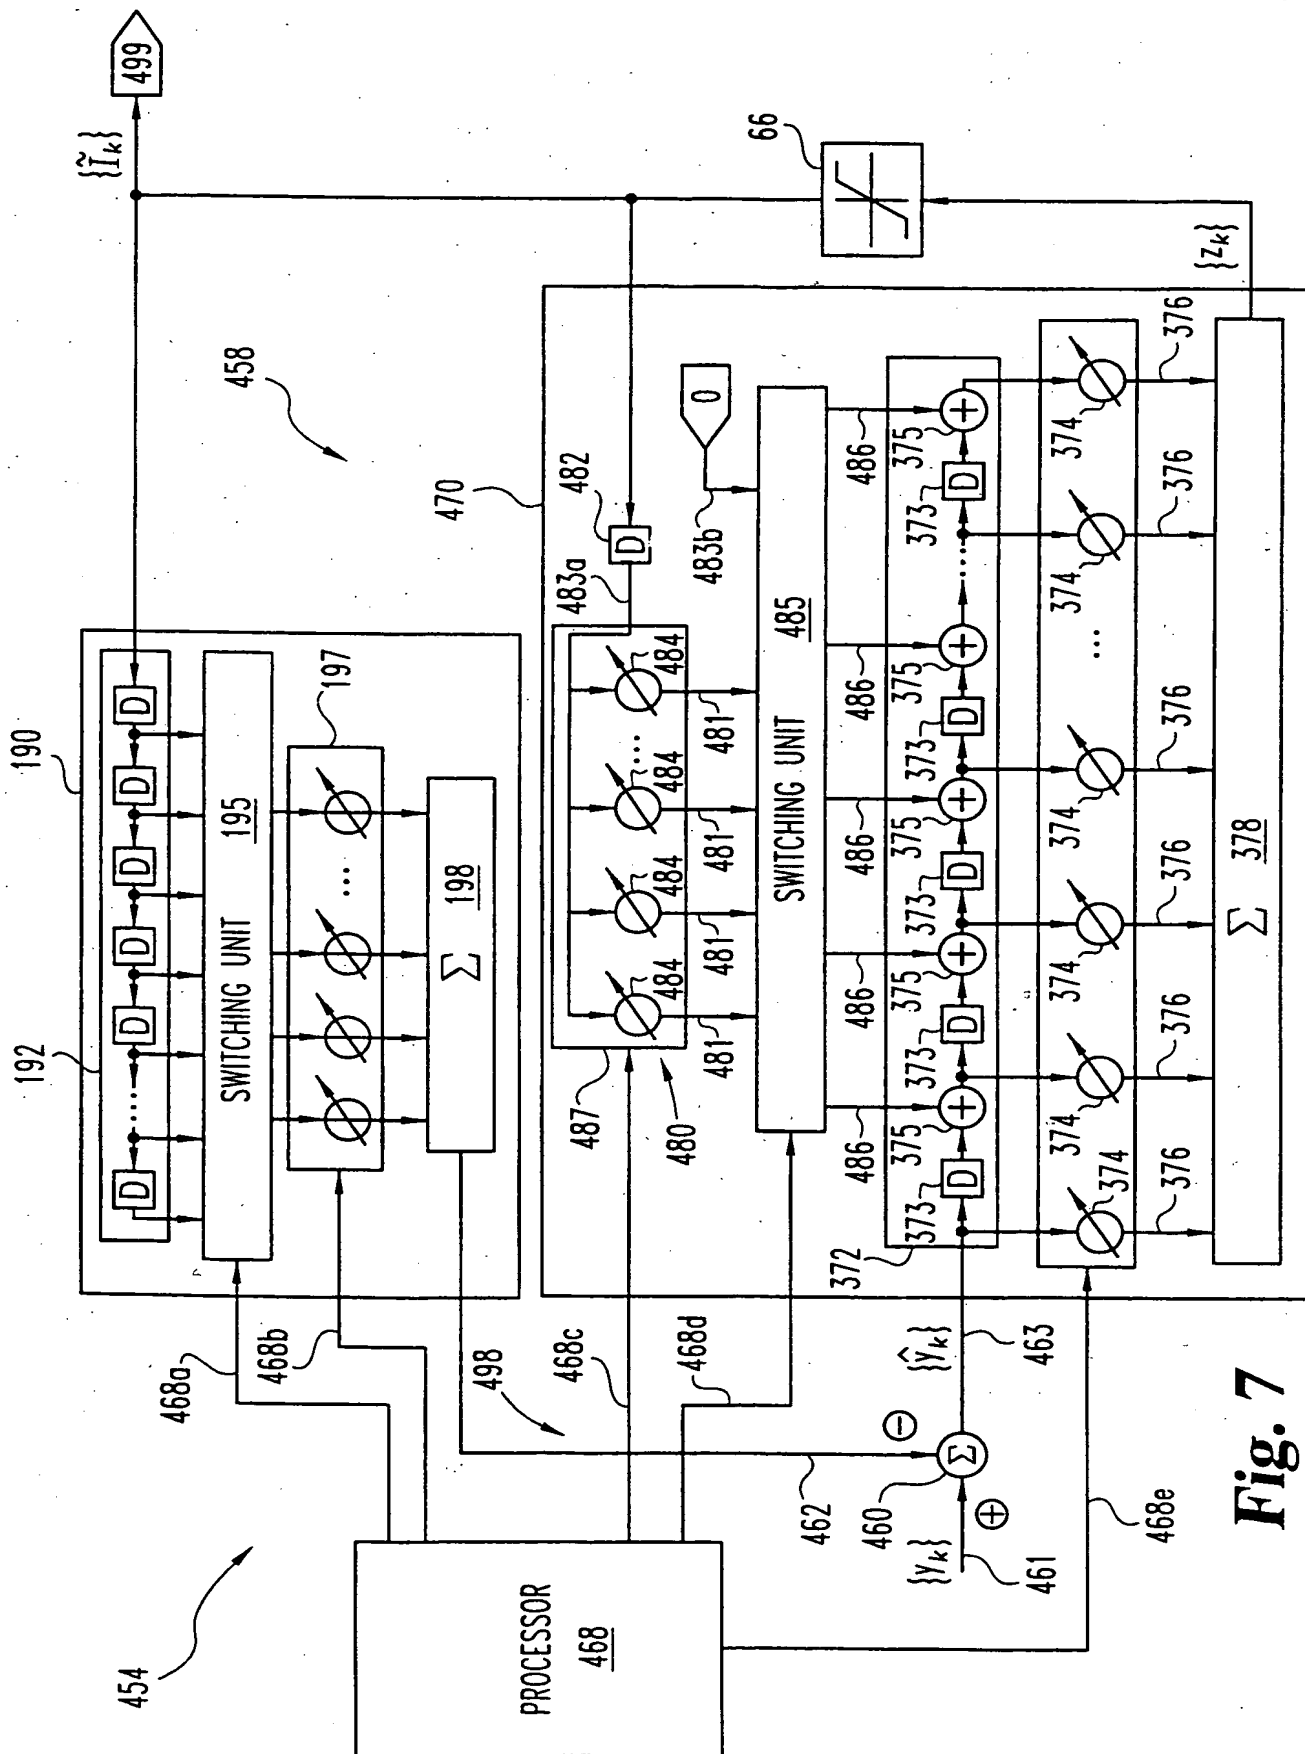 454
PROCESSOR
468
468a
468b
498
468c
468d
468e
462
{yk}
461
460
⊕
⊖
Σ
{ŷk}
463
190
192
D D D D D ..... D
SWITCHING UNIT
195
197
...
Σ 198
458
{Ĩk}
499
470
487
480
484 484 484 484
...
481 481 481 481
483a
D
482
0
483b
SWITCHING UNIT
485
486 486 486 486 486
372
D + D + D + D + ..... D +
373 375 373 375 373 375 373 375 373 375
374 374 374 374 374 374
...
376 376 376 376 376 376
Σ 378
{zk}
66
Fig. 7